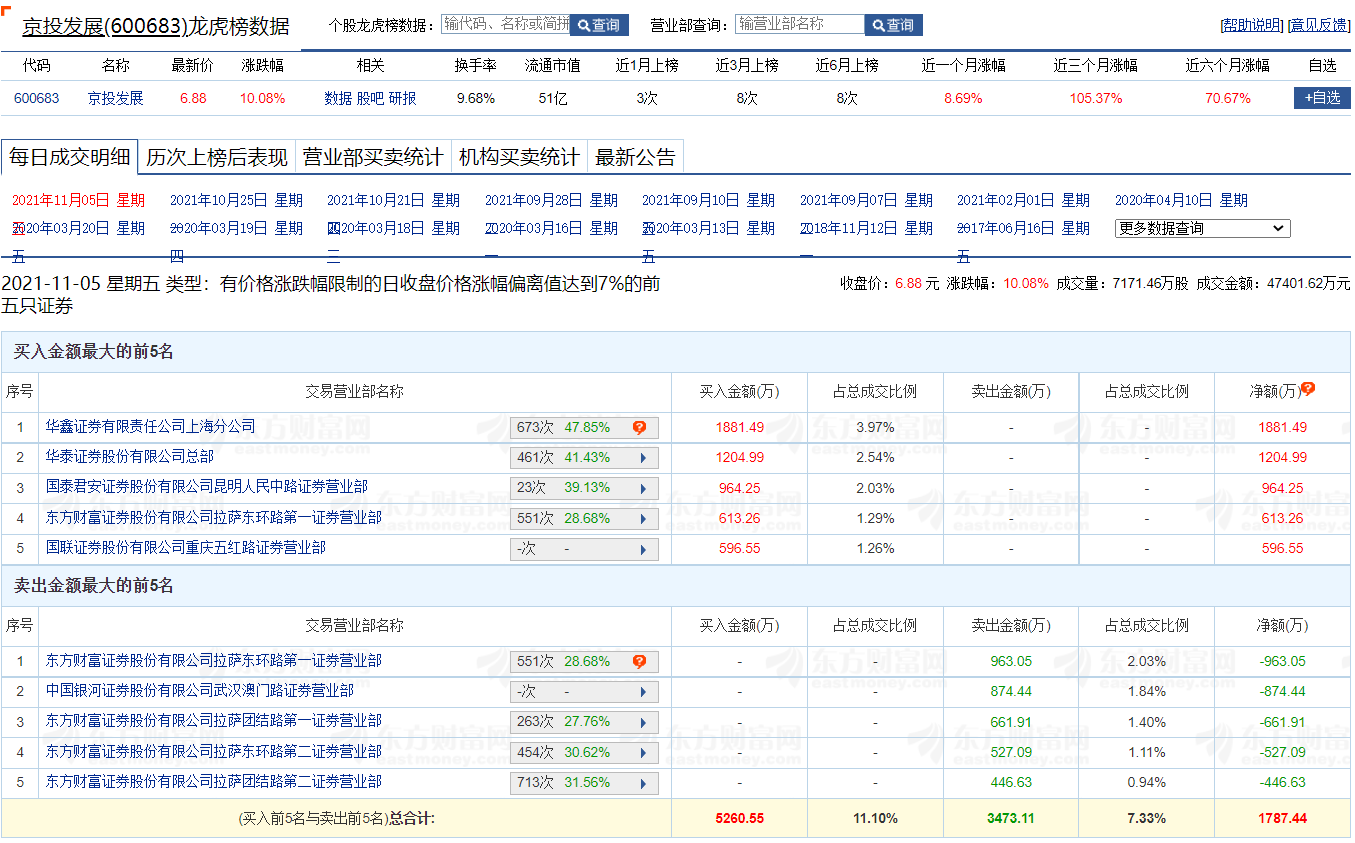 京投发展(600683)龙虎榜数据 个股龙虎榜数据： 输代码、名称或简拼 查询 营业部查询： 输营业部名称 查询 [帮助说明] [意见反馈]
代码 名称 最新价 涨跌幅 相关 换手率 流通市值 近1月上榜 近3月上榜 近6月上榜 近一个月涨幅 近三个月涨幅 近六个月涨幅 自选
600683 京投发展 6.88 10.08% 数据 股吧 研报 9.68% 51亿 3次 8次 8次 8.69% 105.37% 70.67% +自选
每日成交明细 历次上榜后表现 营业部买卖统计 机构买卖统计 最新公告
2021年11月05日 星期 2021年10月25日 星期 2021年10月21日 星期 2021年09月28日 星期 2021年09月10日 星期 2021年09月07日 星期 2021年02月01日 星期 2020年04月10日 星期
五 一 四 二 五 二 一
2020年03月20日 星期 2020年03月19日 星期 2020年03月18日 星期 2020年03月16日 星期 2020年03月13日 星期 2018年11月12日 星期 2017年06月16日 星期 更多数据查询
五 四 三 一 五 一 五
2021-11-05 星期五 类型：有价格涨跌幅限制的日收盘价格涨幅偏离值达到7%的前 收盘价：6.88 元 涨跌幅：10.08% 成交量：7171.46万股 成交金额：47401.62万元
五只证券
买入金额最大的前5名
序号 交易营业部名称 买入金额(万) 占总成交比例 卖出金额(万) 占总成交比例 净额(万)
1 华鑫证券有限责任公司上海分公司 673次 47.85% 1881.49 3.97% - - 1881.49
2 华泰证券股份有限公司总部 461次 41.43% 1204.99 2.54% - - 1204.99
3 国泰君安证券股份有限公司昆明人民中路证券营业部 23次 39.13% 964.25 2.03% - - 964.25
4 东方财富证券股份有限公司拉萨东环路第一证券营业部 551次 28.68% 613.26 1.29% - - 613.26
5 国联证券股份有限公司重庆五红路证券营业部 -次 - 596.55 1.26% - - 596.55
卖出金额最大的前5名
序号 交易营业部名称 买入金额(万) 占总成交比例 卖出金额(万) 占总成交比例 净额(万)
1 东方财富证券股份有限公司拉萨东环路第一证券营业部 551次 28.68% - - 963.05 2.03% -963.05
2 中国银河证券股份有限公司武汉澳门路证券营业部 -次 - - - 874.44 1.84% -874.44
3 东方财富证券股份有限公司拉萨团结路第一证券营业部 263次 27.76% - - 661.91 1.40% -661.91
4 东方财富证券股份有限公司拉萨东环路第二证券营业部 454次 30.62% - - 527.09 1.11% -527.09
5 东方财富证券股份有限公司拉萨团结路第二证券营业部 713次 31.56% - - 446.63 0.94% -446.63
(买入前5名与卖出前5名)总合计: 5260.55 11.10% 3473.11 7.33% 1787.44